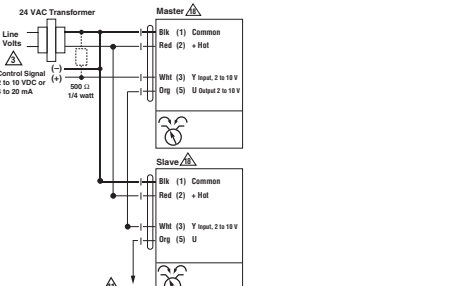 24 VAC Transformer
Line
Volts
3
Control Signal
2 to 10 VDC or
4 to 20 mA
(–)
(+)
500 Ω
1/4 watt
Master 18
Blk (1) Common
Red (2) + Hot
Wht (3) Y Input, 2 to 10 V
Org (5) U Output 2 to 10 V
Slave 18
Blk (1) Common
Red (2) + Hot
Wht (3) Y Input, 2 to 10 V
Org (5) U